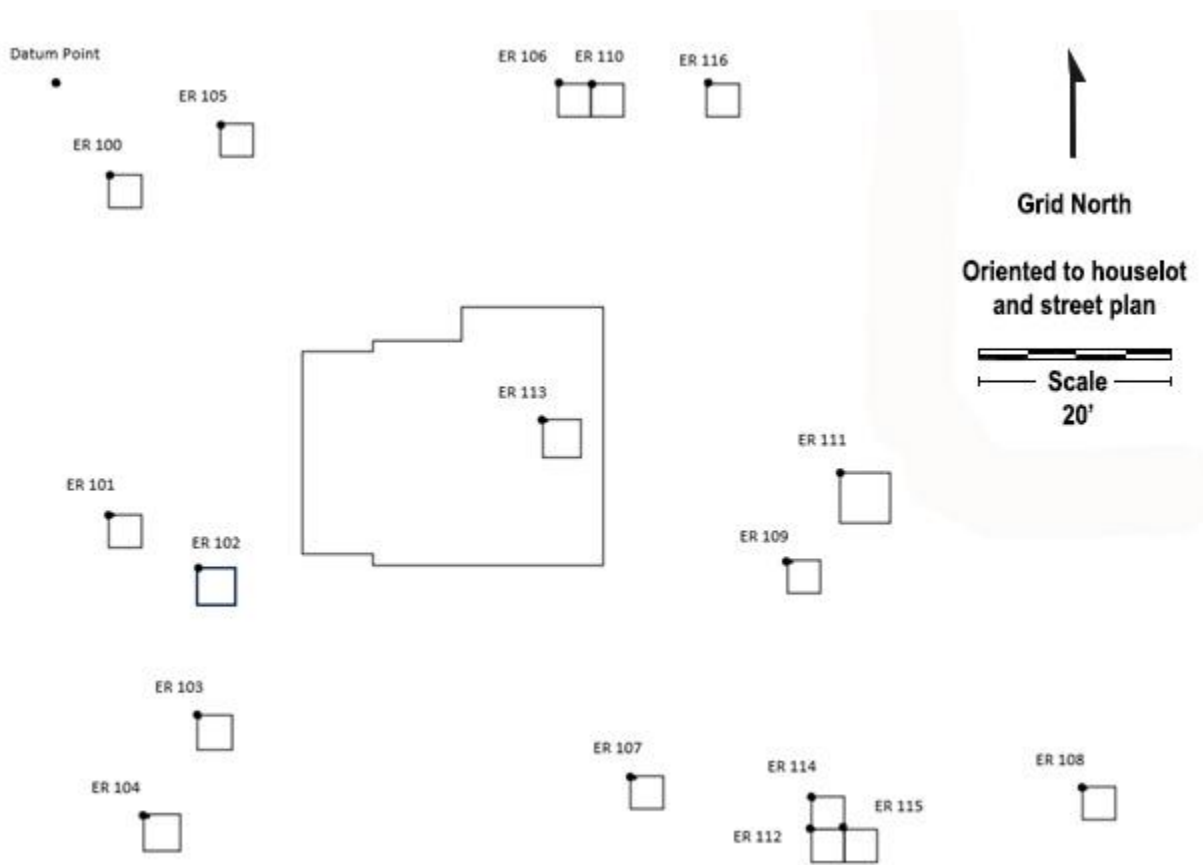 Datum Point
ER 106
ER 110
ER 116
ER 105
ER 100
Grid North
Oriented to houselot
and street plan
Scale
20'
ER 113
ER 111
ER 101
ER 102
ER 109
ER 103
ER 107
ER 114
ER 108
ER 104
ER 115
ER 112